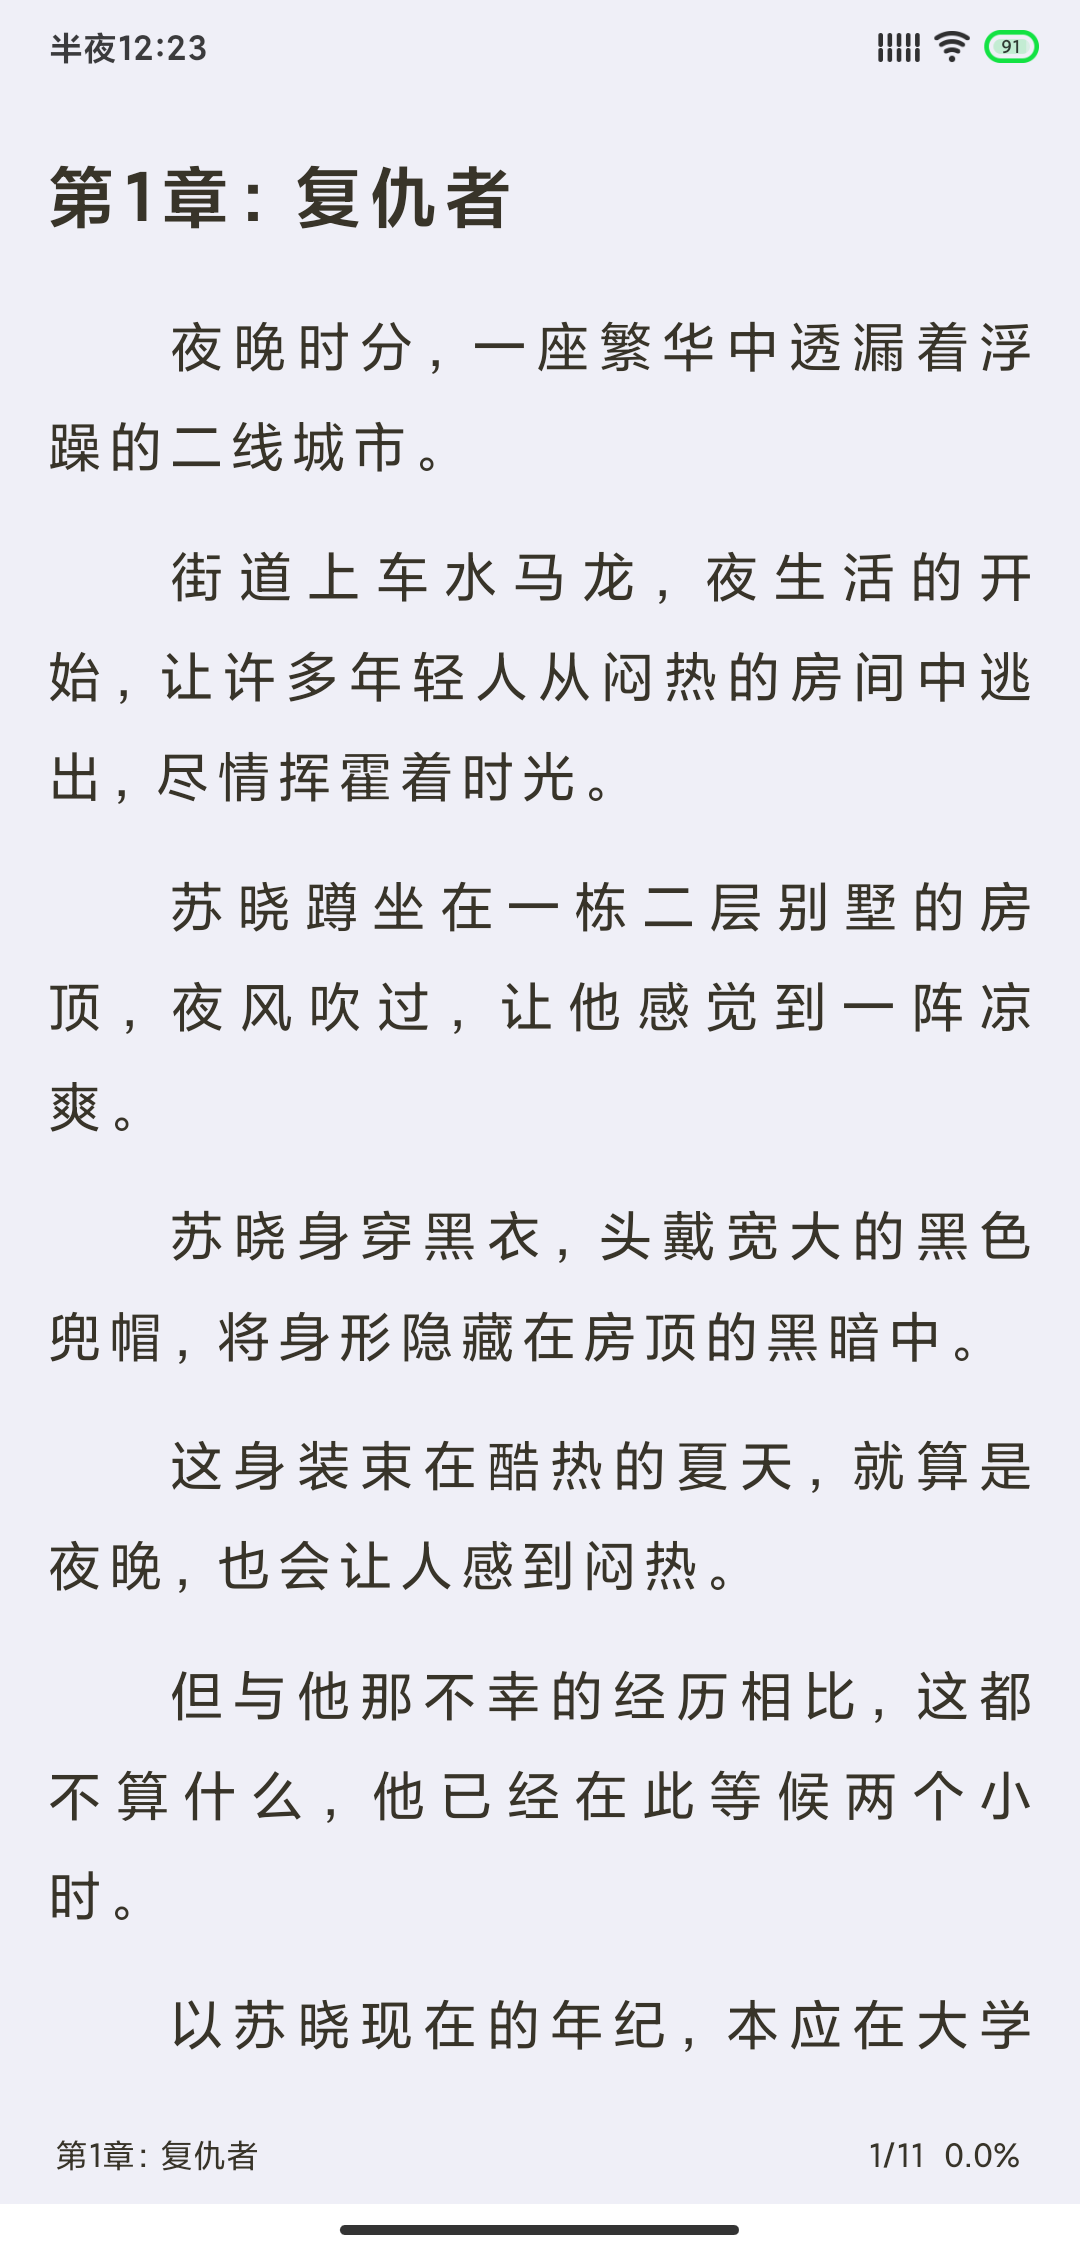 半夜12:23
91
第1章：复仇者
夜晚时分，一座繁华中透漏着浮
躁的二线城市。
街道上车水马龙，夜生活的开
始，让许多年轻人从闷热的房间中逃
出，尽情挥霍着时光。
苏晓蹲坐在一栋二层别墅的房
顶，夜风吹过，让他感觉到一阵凉
爽。
苏晓身穿黑衣，头戴宽大的黑色
兜帽，将身形隐藏在房顶的黑暗中。
这身装束在酷热的夏天，就算是
夜晚，也会让人感到闷热。
但与他那不幸的经历相比，这都
不算什么，他已经在此等候两个小
时。
以苏晓现在的年纪，本应在大学
第1章：复仇者
1/11 0.0%